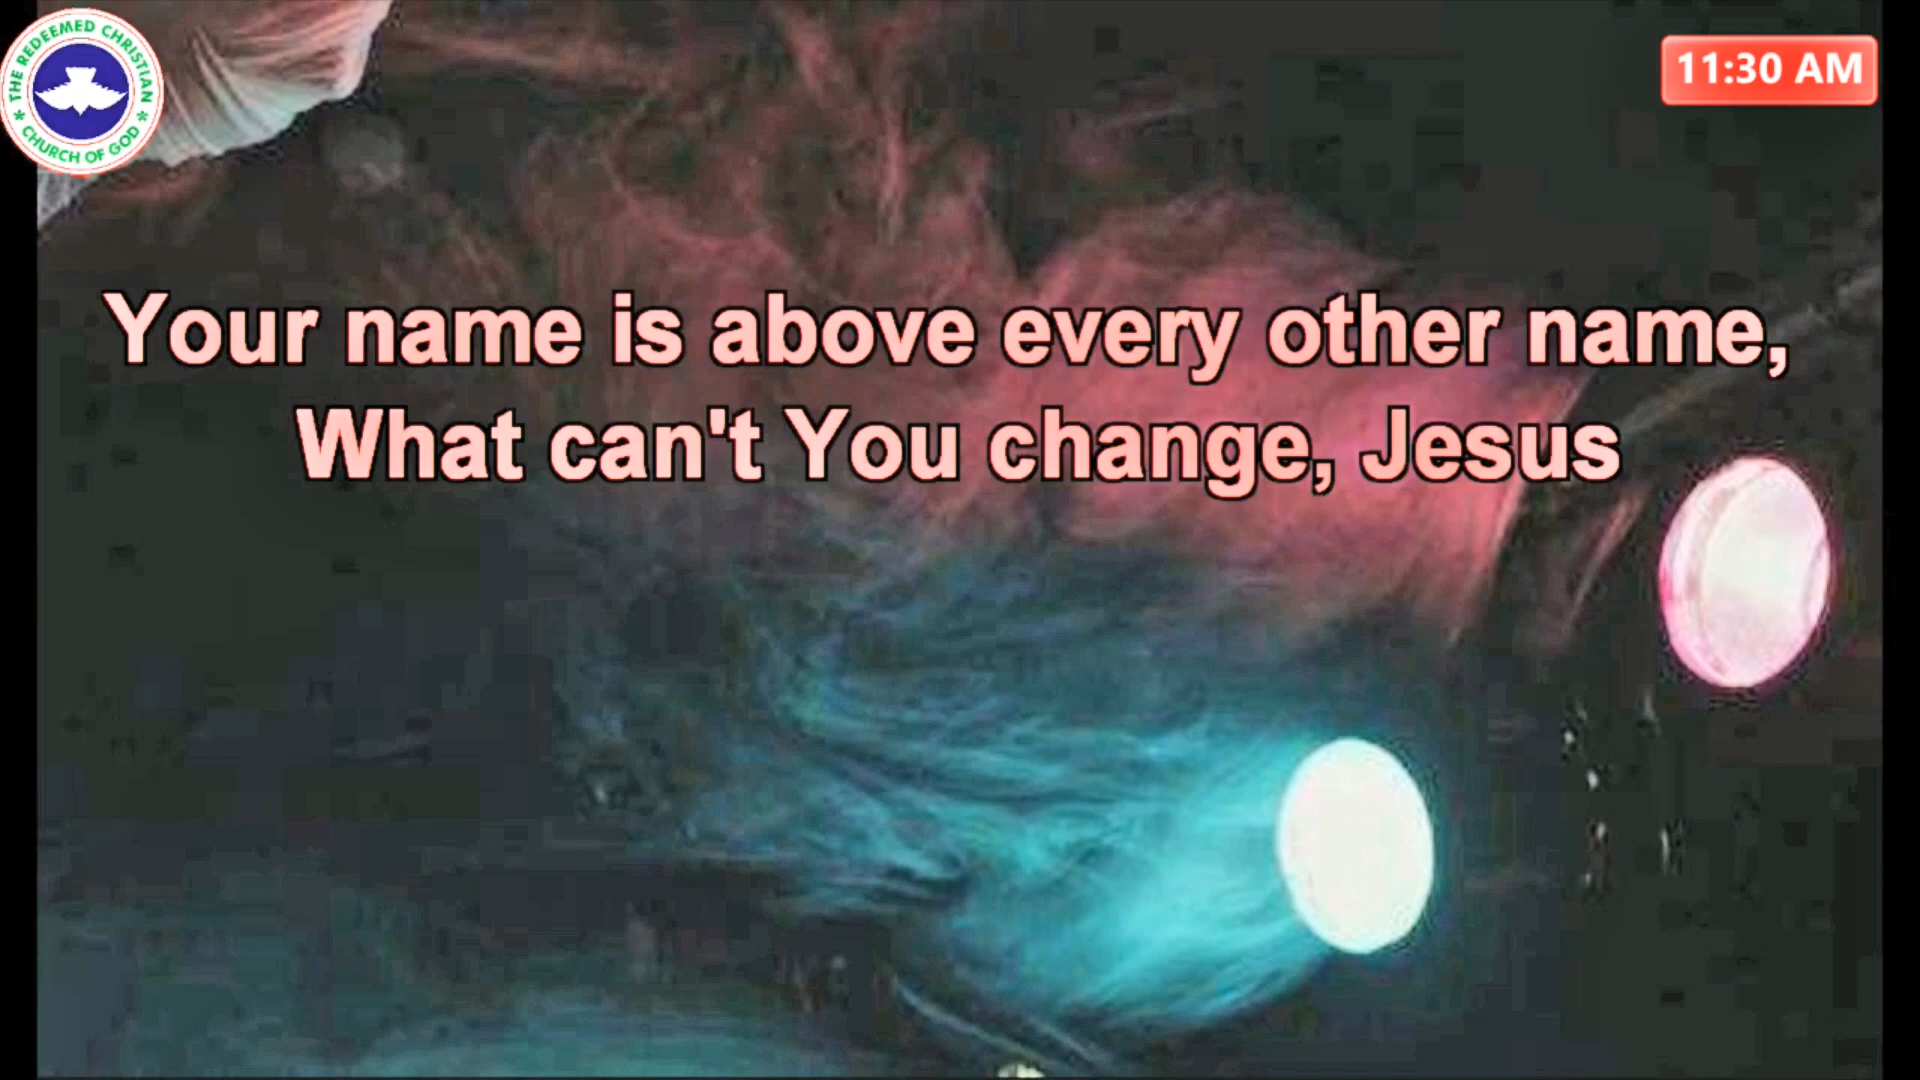 THE REDEEMED CHRISTIAN
CHURCH OF GOD
11:30 AM
Your name is above every other name,
What can't You change, Jesus